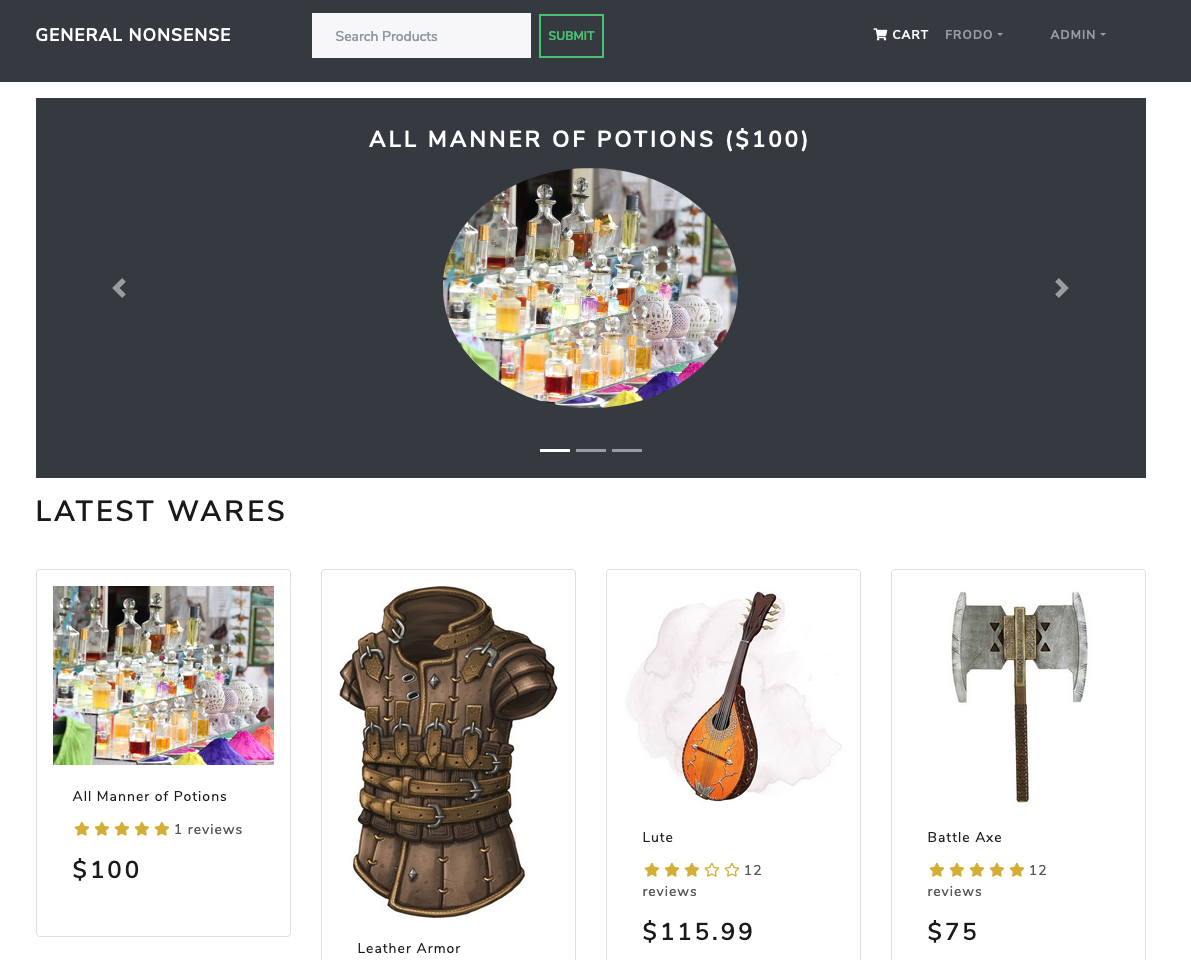 GENERAL NONSENSE
Search Products
SUBMIT
CART
FRODO
ADMIN
ALL MANNER OF POTIONS ($100)
LATEST WARES
All Manner of Potions
1 reviews
$100
Leather Armor
Lute
12
reviews
$115.99
Battle Axe
12
reviews
$75